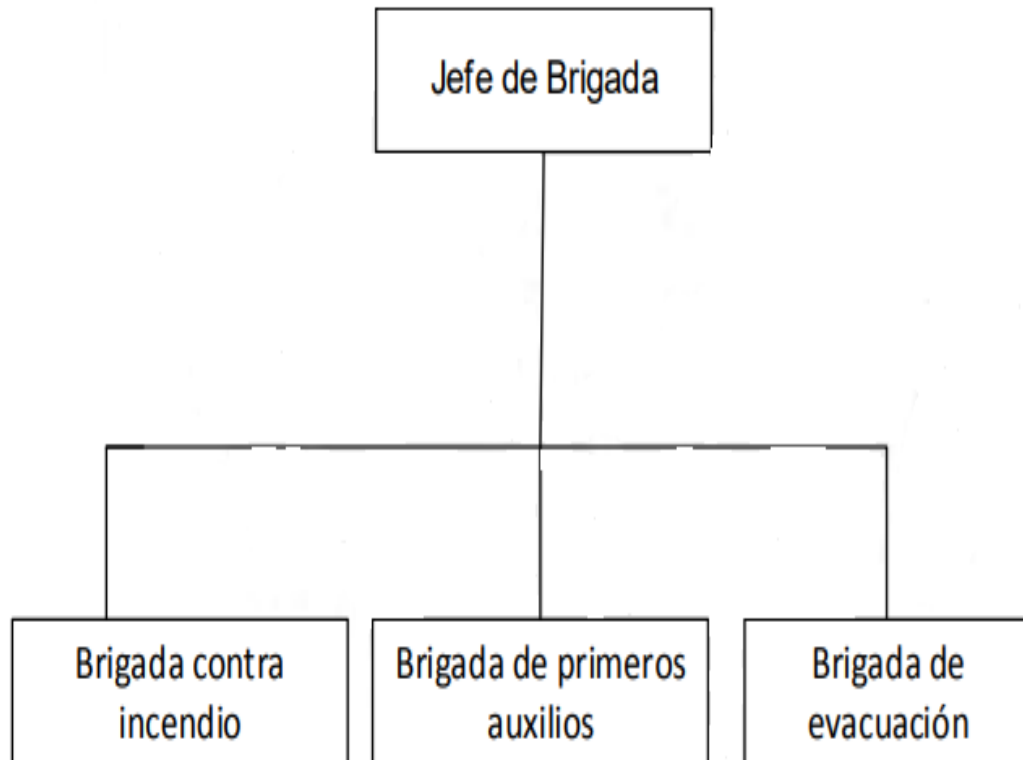 Jefe de Brigada
Brigada contra
incendio
Brigada de primeros
auxilios
Brigada de
evacuación